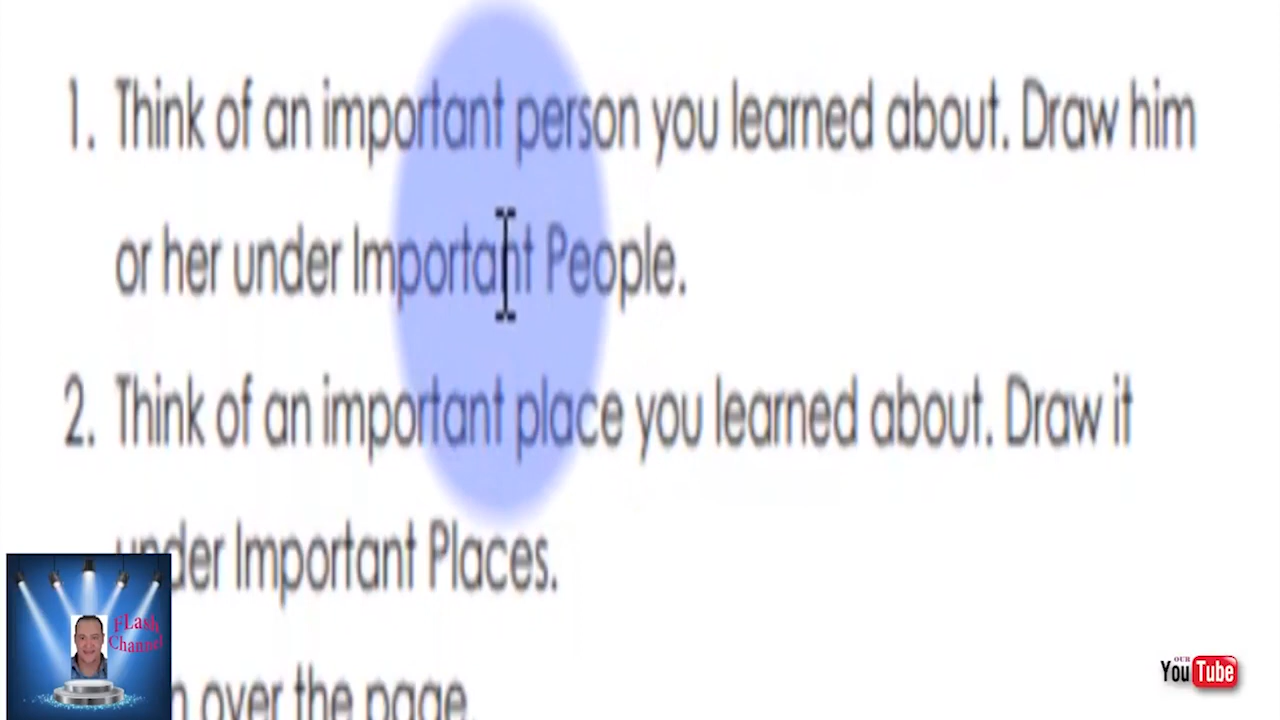 1. Think of an important person you learned about. Draw him
or her under Important People.
2. Think of an important place you learned about. Draw it
under Important Places.
over the page.
FLash
Channel
OUR
YouTube